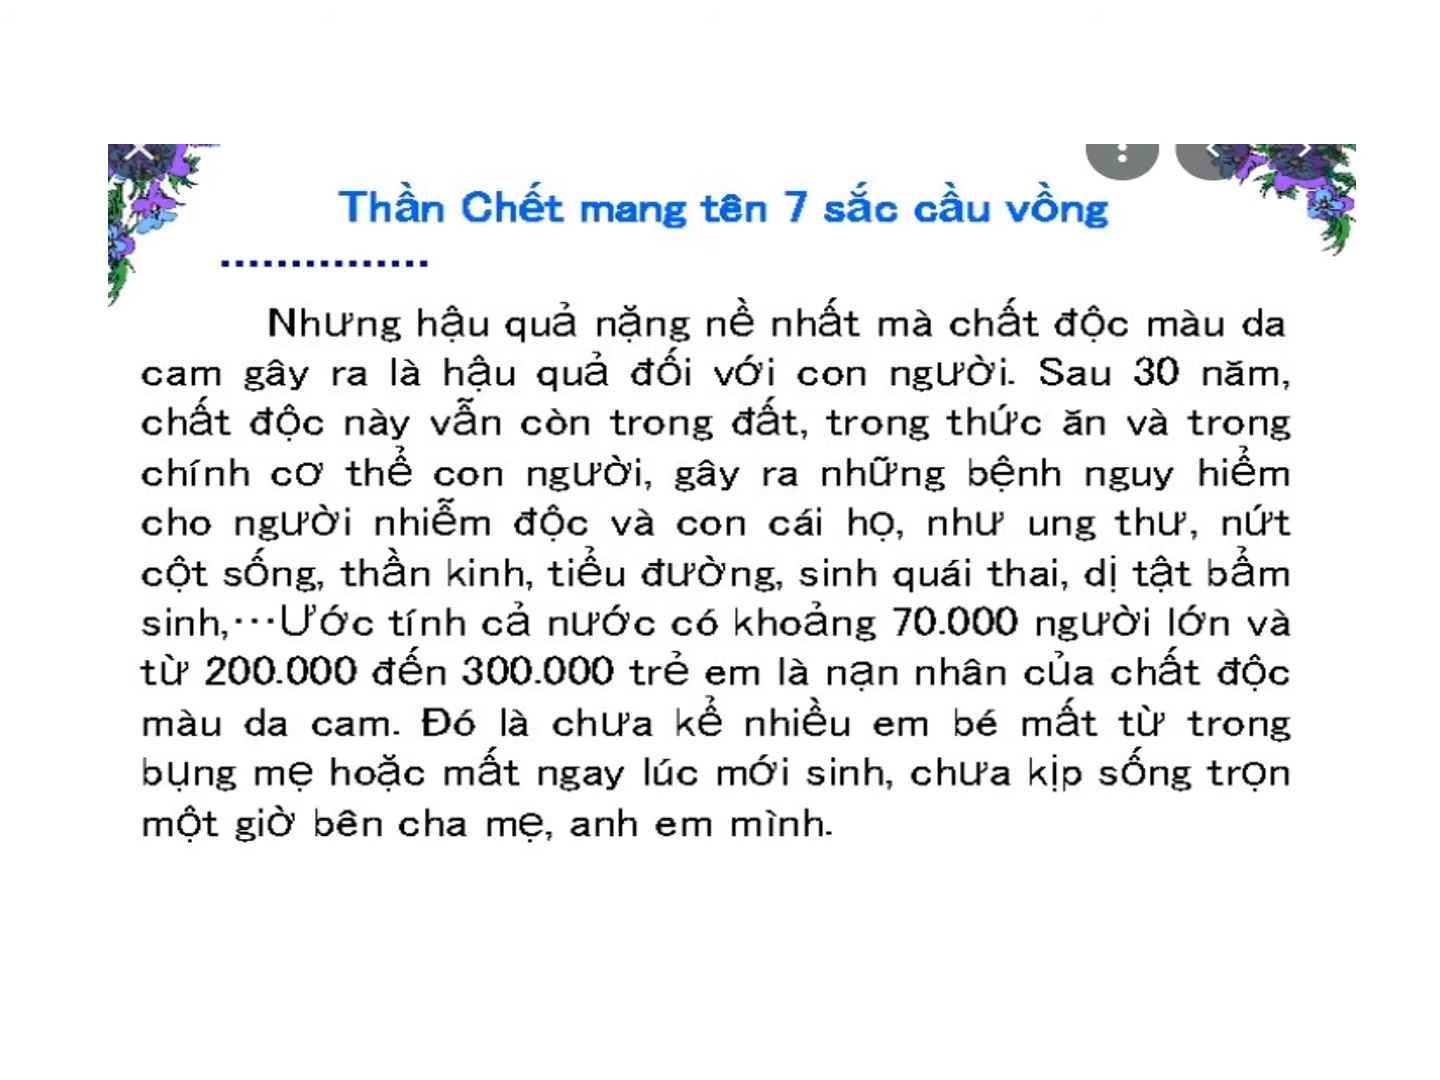 Thần Chết mang tên 7 sắc cầu vồng
...............
Nhưng hậu quả nặng nề nhất mà chất độc màu da
cam gây ra là hậu quả đối với con người. Sau 30 năm,
chất độc này vẫn còn trong đất, trong thức ăn và trong
chính cơ thể con người, gây ra những bệnh nguy hiểm
cho người nhiễm độc và con cái họ, như ung thư, nứt
cột sống, thần kinh, tiểu đường, sinh quái thai, dị tật bẩm
sinh,…Ước tính cả nước có khoảng 70.000 người lớn và
từ 200.000 đến 300.000 trẻ em là nạn nhân của chất độc
màu da cam. Đó là chưa kể nhiều em bé mất từ trong
bụng mẹ hoặc mất ngay lúc mới sinh, chưa kịp sống trọn
một giờ bên cha mẹ, anh em mình.